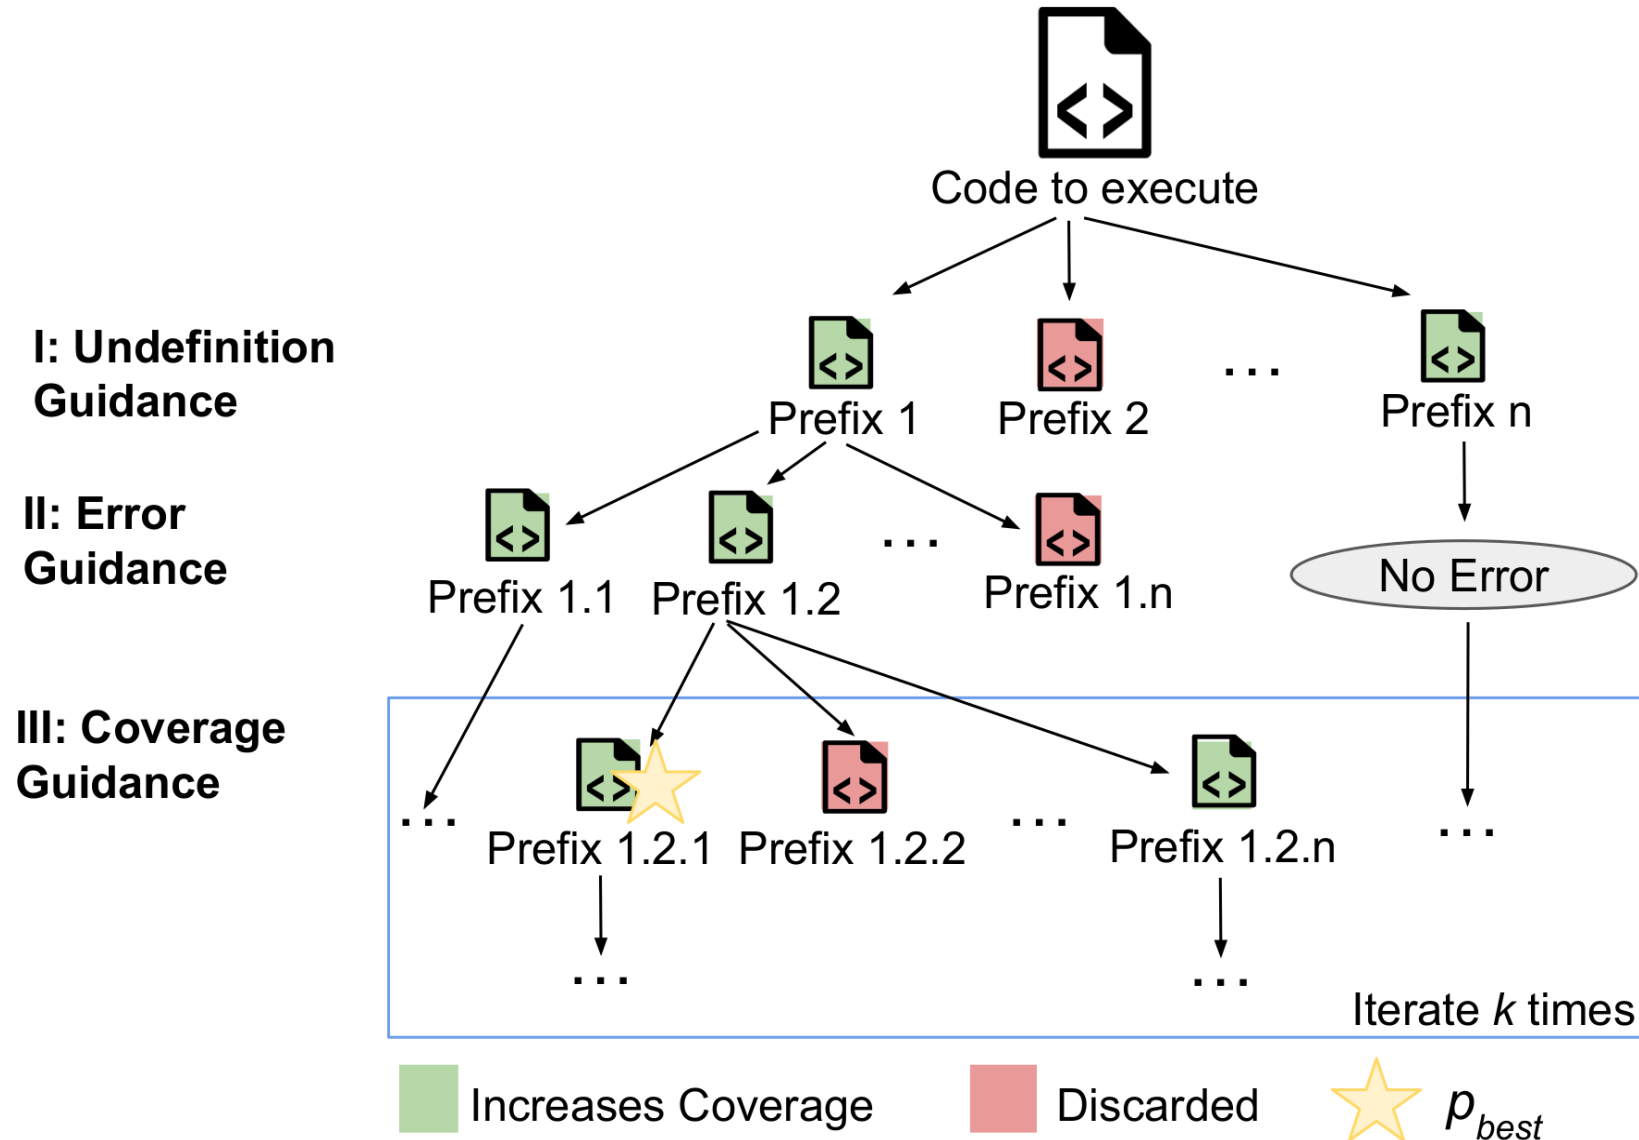 <>
Code to execute
I: Undefinition
Guidance
<> <> ... <>
Prefix 1 Prefix 2 Prefix n
II: Error
Guidance
<> <> ... <>
Prefix 1.1 Prefix 1.2 Prefix 1.n
No Error
III: Coverage
Guidance
... <> <> ... <> ...
Prefix 1.2.1 Prefix 1.2.2 Prefix 1.2.n
... ...
Iterate k times
Increases Coverage Discarded p_best